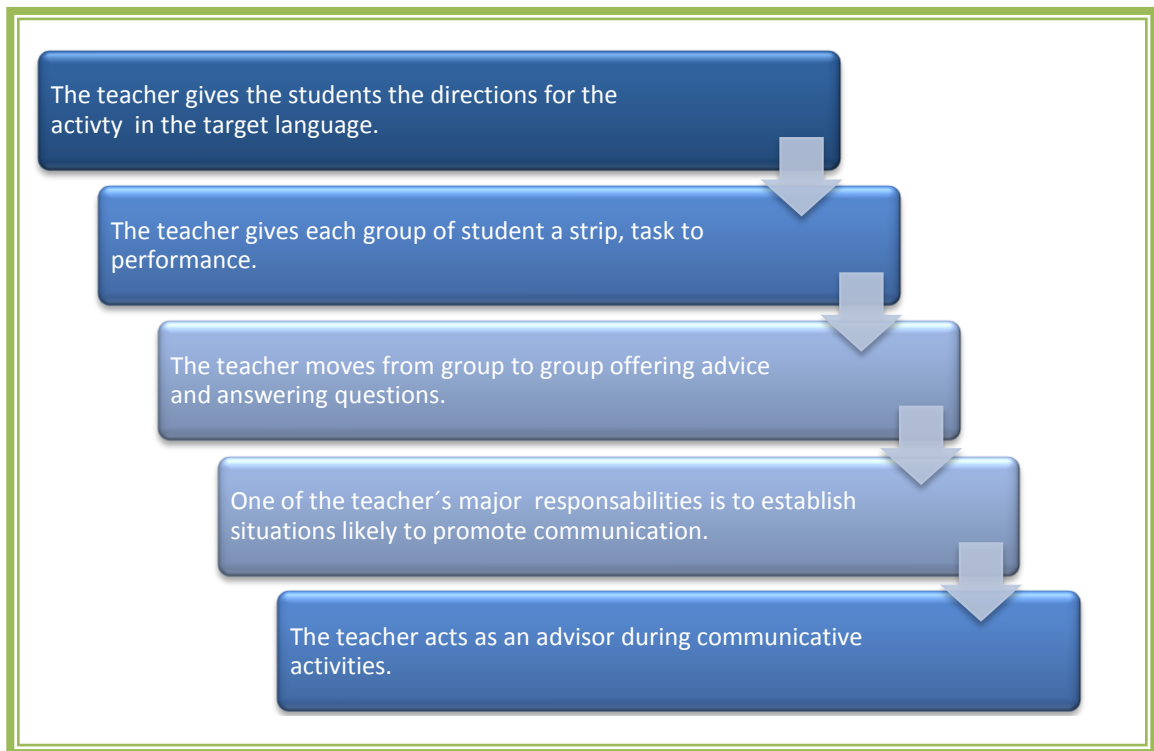 The teacher gives the students the directions for the
activty in the target language.
The teacher gives each group of student a strip, task to
performance.
The teacher moves from group to group offering advice
and answering questions.
One of the teacher´s major responsabilities is to establish
situations likely to promote communication.
The teacher acts as an advisor during communicative
activities.